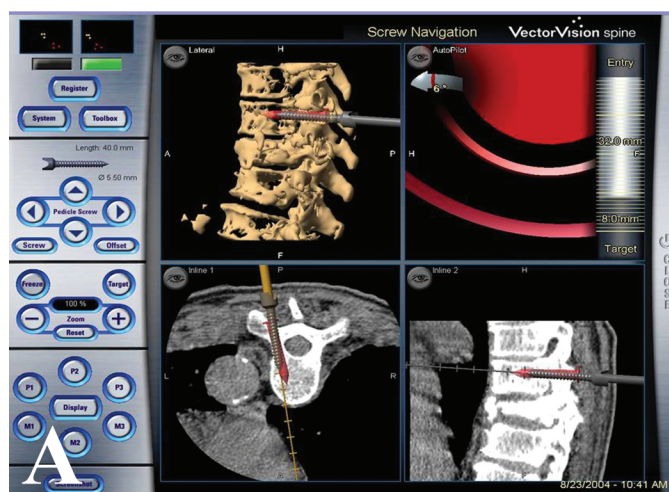 Screw Navigation
VectorVision spine
Register
System
Toolbox
Length: 40.0 mm
Ø 5.50 mm
Pedicle Screw
Screw
Offset
Freeze
Target
100 %
Zoom
Reset
P2
P1
P3
Display
M1
M3
M2
Screenshot
A
Lateral
H
A
P
F
AutoPilot
6°
H
Entry
32.0 mm
F
8.0 mm
Target
Inline 1
P
L
R
A
Inline 2
H
F
8/23/2004 - 10:41 AM